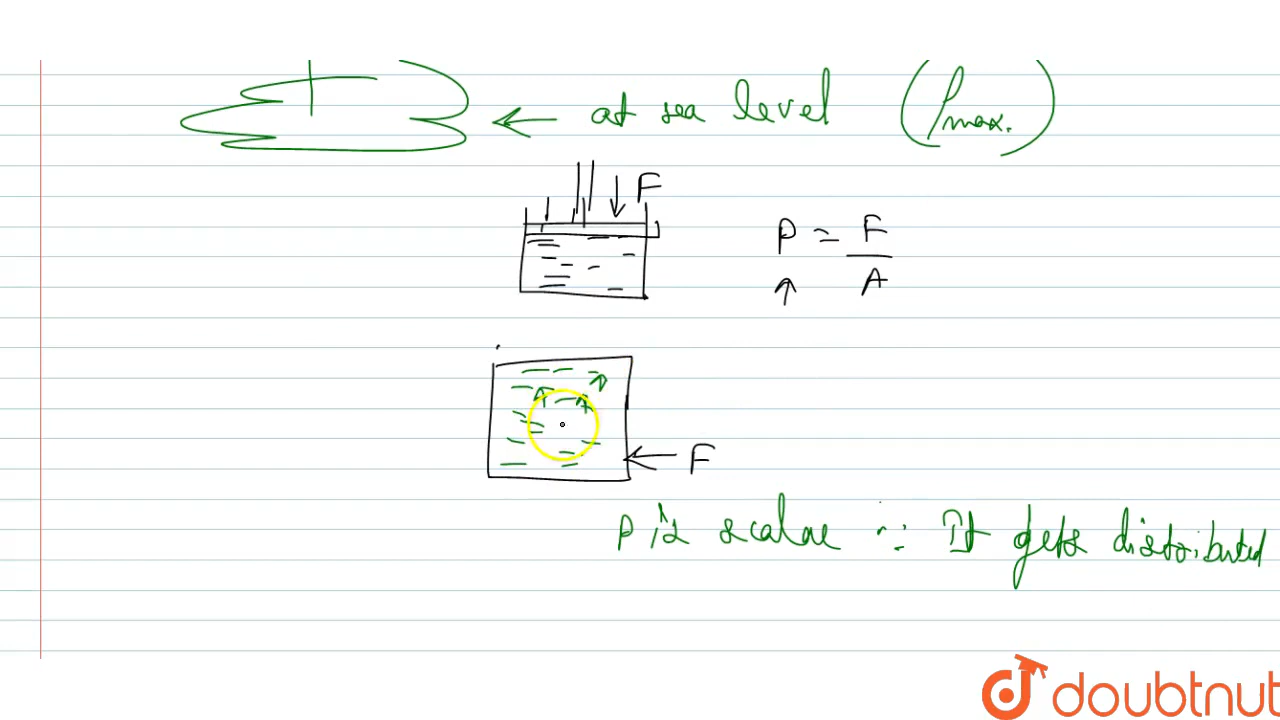 ← at sea level (Pmax.)
↓ F
P = F/A
↑
← F
P is scalar ∵ It gets distributed
doubtnut